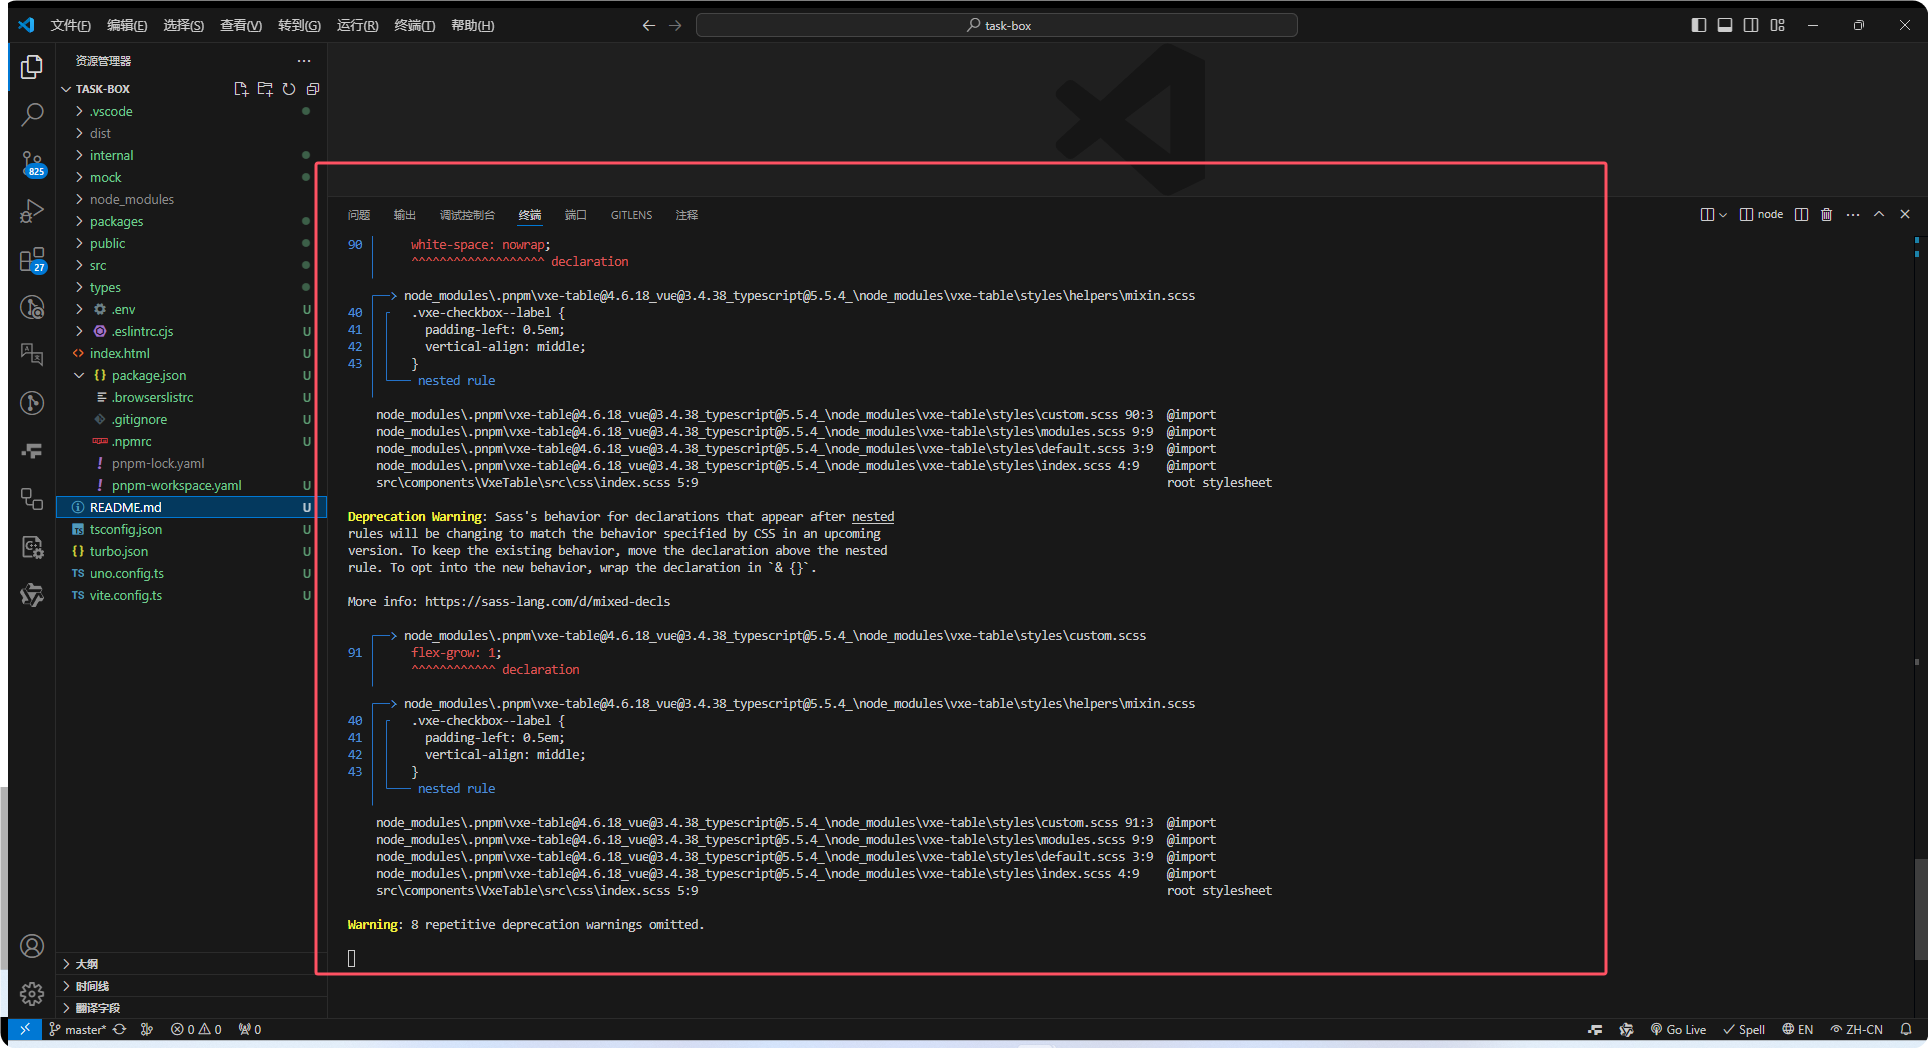 文件(F) 编辑(E) 选择(S) 查看(V) 转到(G) 运行(R) 终端(T) 帮助(H)
task-box
资源管理器
TASK-BOX
.vscode
dist
internal
mock
node_modules
packages
public
src
types
.env U
.eslintrc.cjs U
index.html U
package.json U
.browserslistrc U
.gitignore U
.npmrc U
pnpm-lock.yaml
pnpm-workspace.yaml U
README.md U
tsconfig.json U
turbo.json U
TS uno.config.ts U
TS vite.config.ts U
大纲
时间线
翻译字段
825
27
问题 输出 调试控制台 终端 端口 GITLENS 注释
node
90 white-space: nowrap;
^^^^^^^^^^^^^^^^^^^ declaration
node_modules\.pnpm\vxe-table@4.6.18_vue@3.4.38_typescript@5.5.4_\node_modules\vxe-table\styles\helpers\mixin.scss
40 .vxe-checkbox--label {
41 padding-left: 0.5em;
42 vertical-align: middle;
43 }
nested rule
node_modules\.pnpm\vxe-table@4.6.18_vue@3.4.38_typescript@5.5.4_\node_modules\vxe-table\styles\custom.scss 90:3 @import
node_modules\.pnpm\vxe-table@4.6.18_vue@3.4.38_typescript@5.5.4_\node_modules\vxe-table\styles\modules.scss 9:9 @import
node_modules\.pnpm\vxe-table@4.6.18_vue@3.4.38_typescript@5.5.4_\node_modules\vxe-table\styles\default.scss 3:9 @import
node_modules\.pnpm\vxe-table@4.6.18_vue@3.4.38_typescript@5.5.4_\node_modules\vxe-table\styles\index.scss 4:9 @import
src\components\VxeTable\src\css\index.scss 5:9 root stylesheet
Deprecation Warning: Sass's behavior for declarations that appear after nested
rules will be changing to match the behavior specified by CSS in an upcoming
version. To keep the existing behavior, move the declaration above the nested
rule. To opt into the new behavior, wrap the declaration in `& {}`.
More info: https://sass-lang.com/d/mixed-decls
node_modules\.pnpm\vxe-table@4.6.18_vue@3.4.38_typescript@5.5.4_\node_modules\vxe-table\styles\custom.scss
91 flex-grow: 1;
^^^^^^^^^^^^ declaration
node_modules\.pnpm\vxe-table@4.6.18_vue@3.4.38_typescript@5.5.4_\node_modules\vxe-table\styles\helpers\mixin.scss
40 .vxe-checkbox--label {
41 padding-left: 0.5em;
42 vertical-align: middle;
43 }
nested rule
node_modules\.pnpm\vxe-table@4.6.18_vue@3.4.38_typescript@5.5.4_\node_modules\vxe-table\styles\custom.scss 91:3 @import
node_modules\.pnpm\vxe-table@4.6.18_vue@3.4.38_typescript@5.5.4_\node_modules\vxe-table\styles\modules.scss 9:9 @import
node_modules\.pnpm\vxe-table@4.6.18_vue@3.4.38_typescript@5.5.4_\node_modules\vxe-table\styles\default.scss 3:9 @import
node_modules\.pnpm\vxe-table@4.6.18_vue@3.4.38_typescript@5.5.4_\node_modules\vxe-table\styles\index.scss 4:9 @import
src\components\VxeTable\src\css\index.scss 5:9 root stylesheet
Warning: 8 repetitive deprecation warnings omitted.
master* 0 0 0 Go Live Spell EN ZH-CN